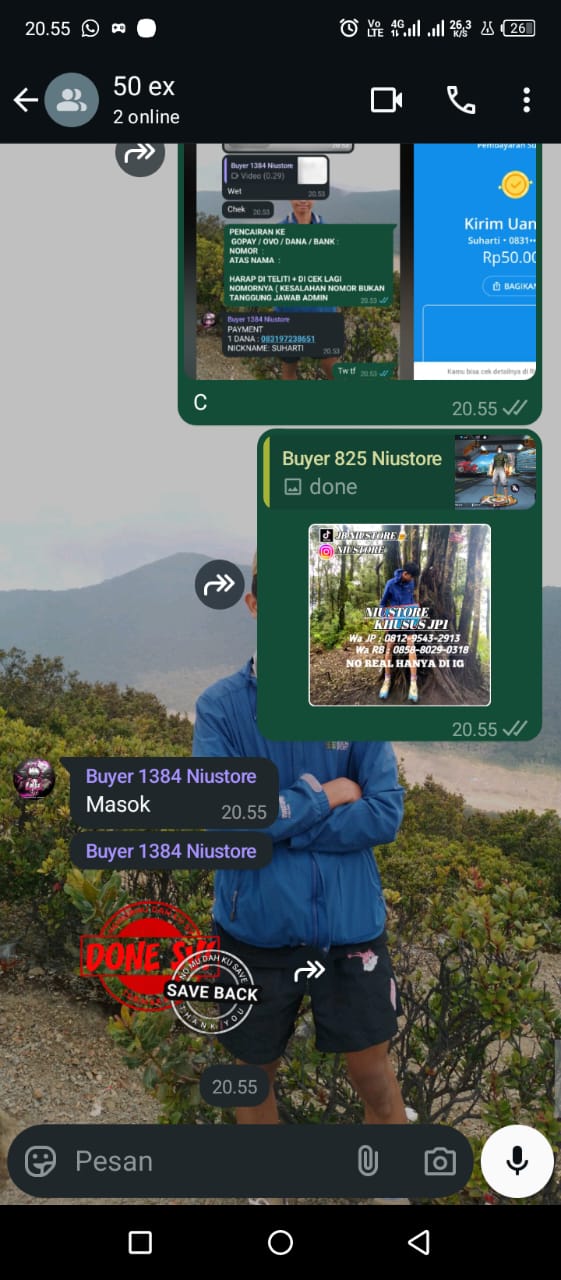 20.55
Vo LTE 4G 26,3 K/S 26
50 ex
2 online
Pembayaran Su
20.53
Buyer 1384 Niustore
Video (0.29)
Wet 20.53
Chek 20.53
PENCAIRAN KE
GOPAY / OVO / DANA / BANK :
NOMOR :
ATAS NAMA :
HARAP DI TELITI + DI CEK LAGI
NOMORNYA ( KESALAHAN NOMOR BUKAN
TANGGUNG JAWAB ADMIN
20.53
Buyer 1384 Niustore
PAYMENT
1 DANA : 083197238651
NICKNAME: SUHARTI
20.53
Tw tf 20.53
Kirim Uan
Suharti • 0831••
Rp50.00
BAGIKAN
Kamu bisa cek detailnya di R
C
20.55
Buyer 825 Niustore
done
JB NIUSTORE
NIUSTORE
NIUSTORE
KHUSUS JP1
Wa JP : 0812-9543-2913
Wa RB : 0858-8029-0318
NO REAL HANYA DI IG
20.55
Buyer 1384 Niustore
Masok
20.55
Buyer 1384 Niustore
DONE
NO MU DAH KU SAVE
SAVE BACK
THANK YOU
20.55
Pesan